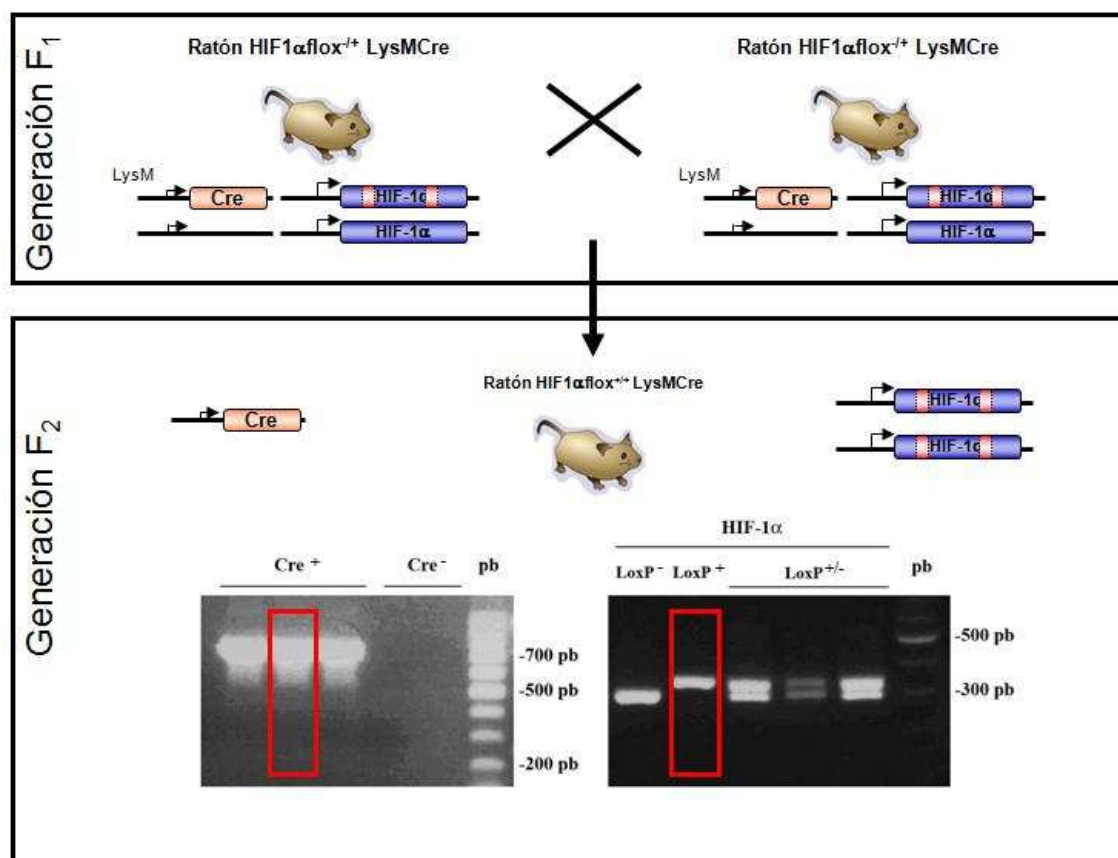 Generación F₁
Ratón HIF1αflox⁻/⁺ LysMCre
Ratón HIF1αflox⁻/⁺ LysMCre
LysM
Cre
HIF-1α
HIF-1α
LysM
Cre
HIF-1α
HIF-1α
Generación F₂
Ratón HIF1αflox⁺/⁺ LysMCre
Cre
HIF-1α
HIF-1α
Cre⁺
Cre⁻
pb
-700 pb
-500 pb
-200 pb
HIF-1α
LoxP⁻ LoxP⁺ LoxP⁺/⁻ pb
-500 pb
-300 pb